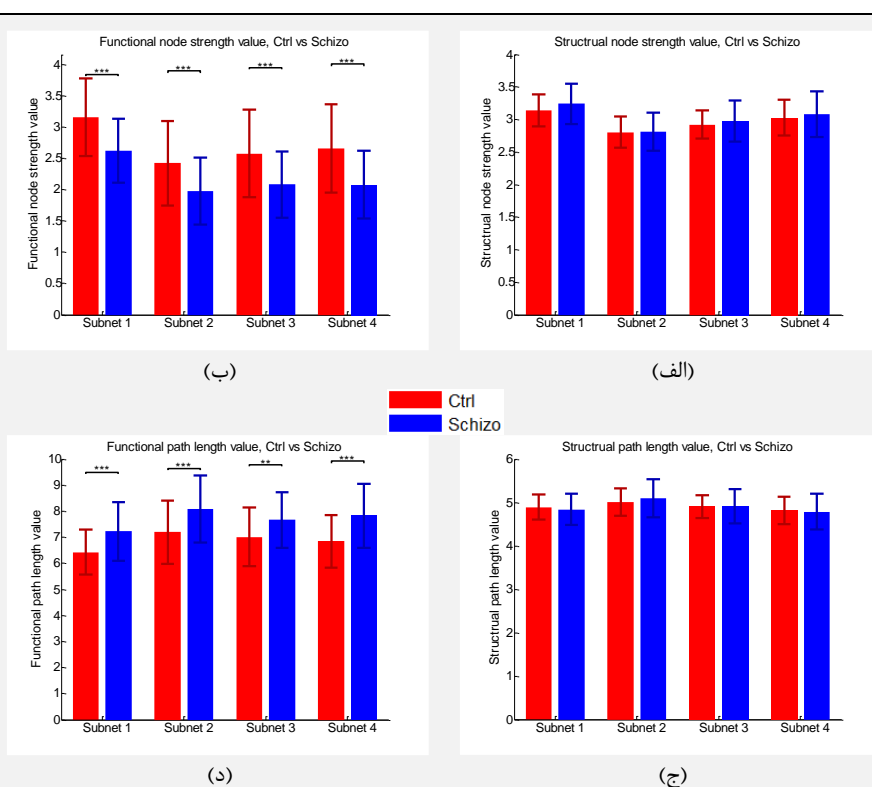 Functional node strength value, Ctrl vs Schizo
Functional node strength value
4
3.5
3
2.5
2
1.5
1
0.5
0
***
***
***
***
Subnet 1
Subnet 2
Subnet 3
Subnet 4
(ب)
Structrual node strength value, Ctrl vs Schizo
Structrual node strength value
4
3.5
3
2.5
2
1.5
1
0.5
0
Subnet 1
Subnet 2
Subnet 3
Subnet 4
(الف)
Ctrl
Schizo
Functional path length value, Ctrl vs Schizo
Functional path length value
10
9
8
7
6
5
4
3
2
1
0
***
***
**
***
Subnet 1
Subnet 2
Subnet 3
Subnet 4
(د)
Structrual path length value, Ctrl vs Schizo
Structrual path length value
6
5
4
3
2
1
0
Subnet 1
Subnet 2
Subnet 3
Subnet 4
(ج)